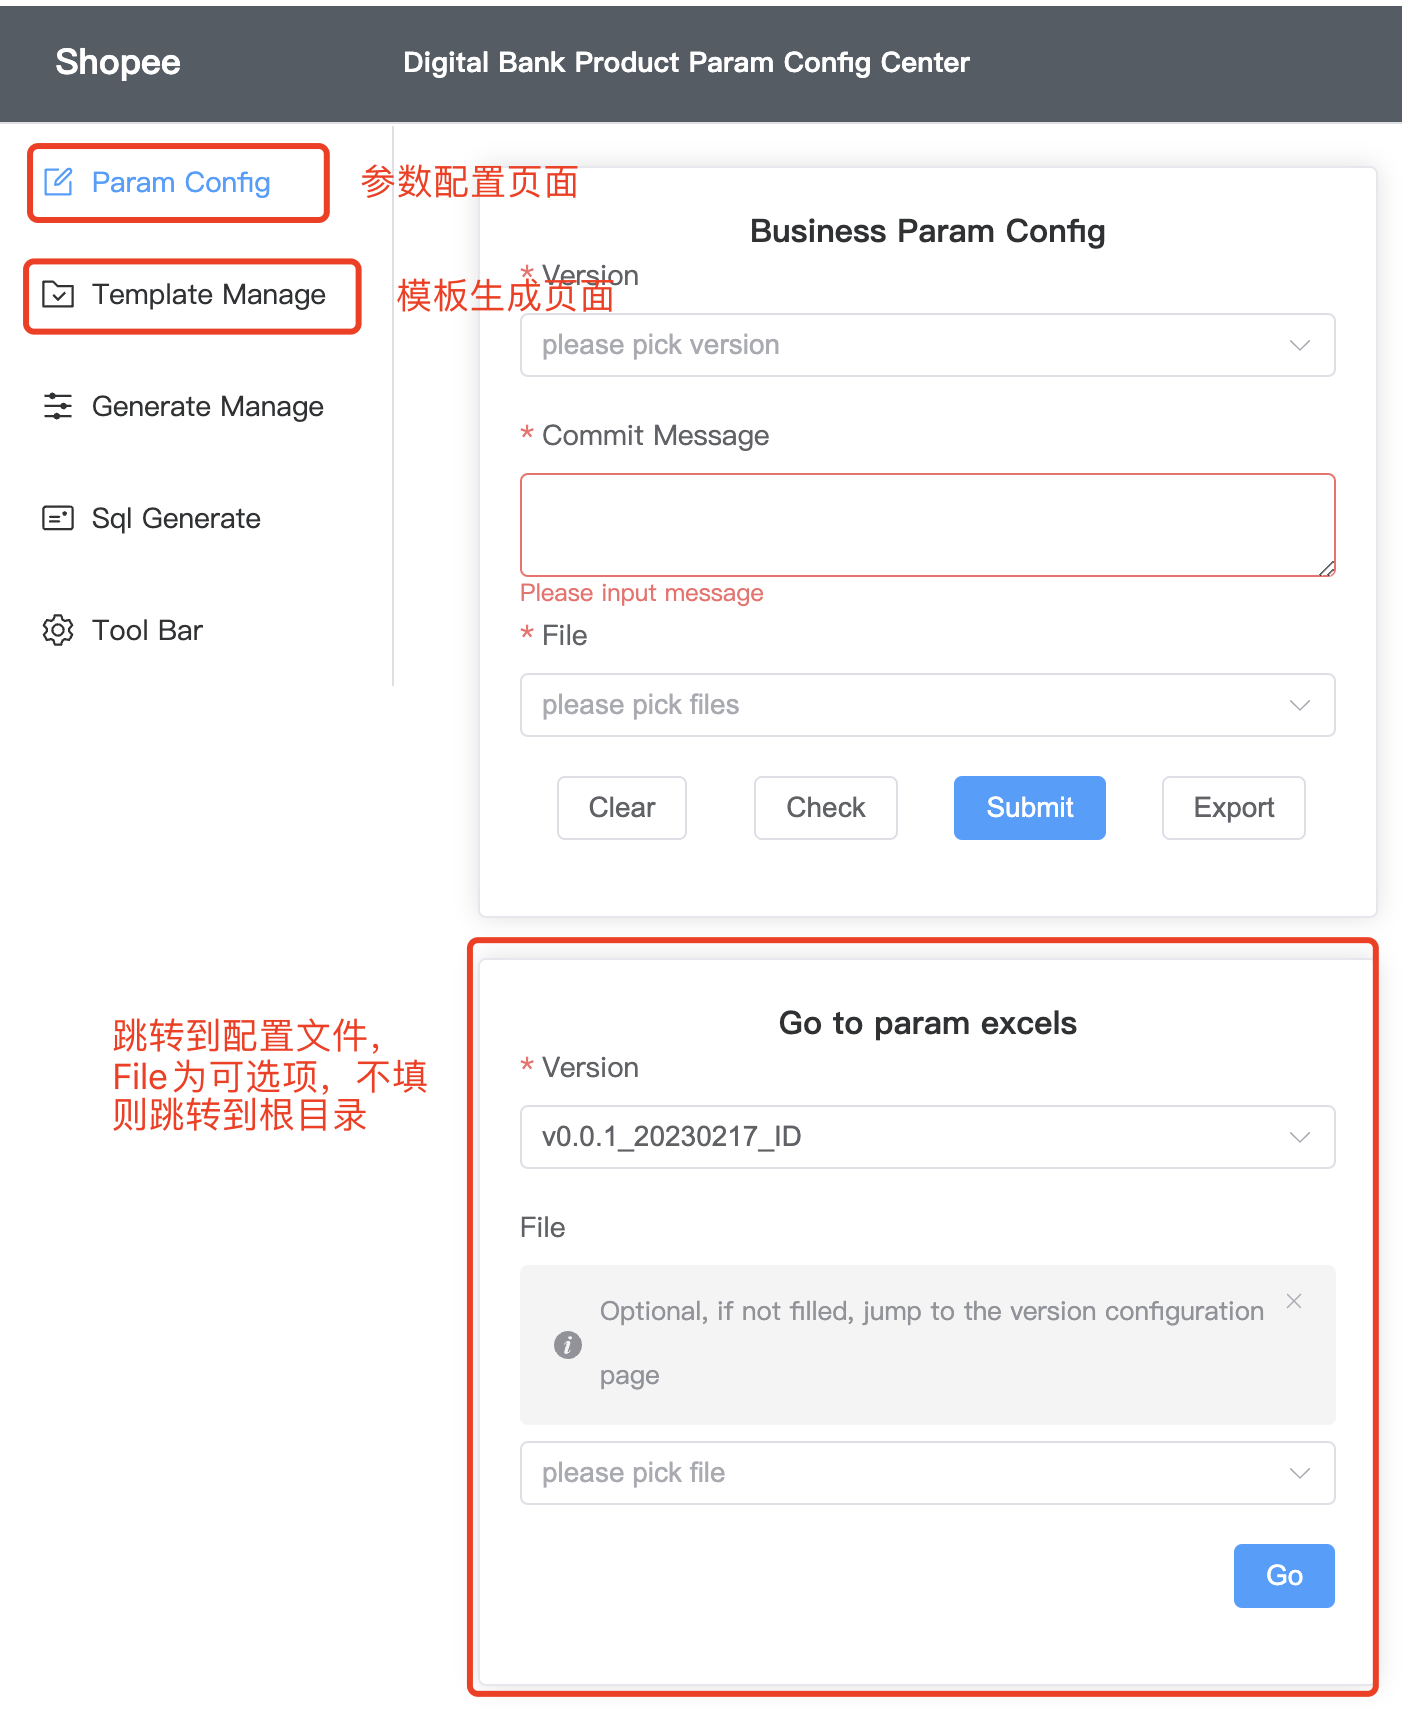 Shopee
Digital Bank Product Param Config Center
Param Config
参数配置页面
Template Manage
模板生成页面
Generate Manage
Sql Generate
Tool Bar
Business Param Config
* Version
please pick version
* Commit Message
Please input message
* File
please pick files
Clear
Check
Submit
Export
跳转到配置文件，
File为可选项，不填
则跳转到根目录
Go to param excels
* Version
v0.0.1_20230217_ID
File
Optional, if not filled, jump to the version configuration
page
please pick file
Go